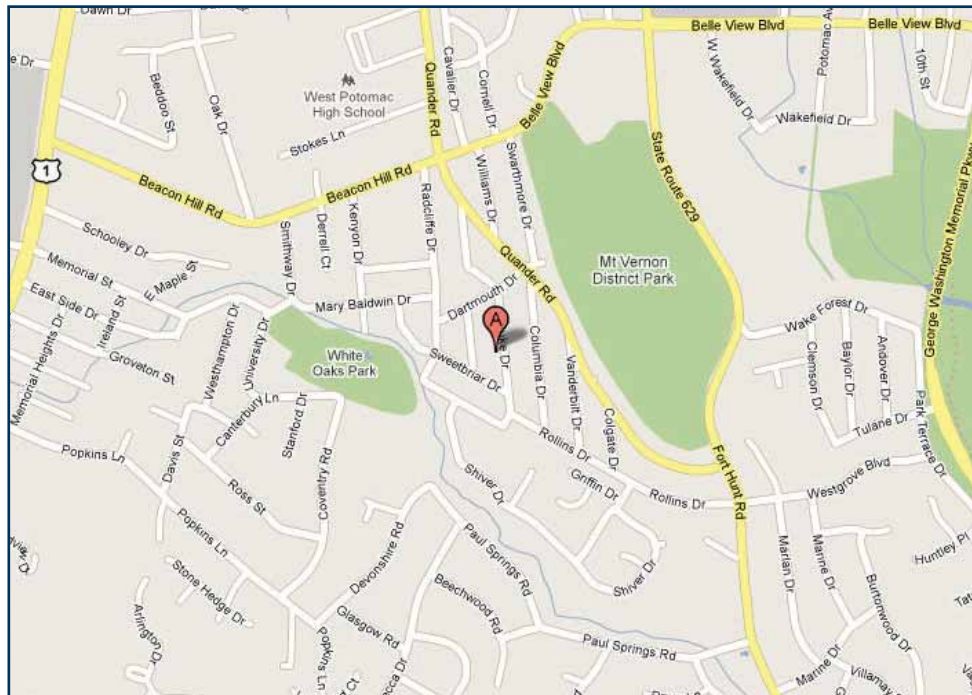 Dawn Dr
Belle View Blvd
Belle View Blvd
Potomac Av
W Wakefield Dr
10th St
Cavalier Dr
Cornell Dr
Quander Rd
Beddoo St
Oak Dr
West Potomac
High School
Belle View Blvd
Wakefield Dr
Stokes Ln
State Route 629
1
Beacon Hill Rd
Beacon Hill Rd
Radcliffe Dr
Williams Dr
Swarthmore Dr
George Washington Memorial Pkwy
Schooley Dr
Smithway Dr
Derrell Ct
Kenyon Dr
Quander Rd
Mt Vernon
District Park
Memorial St
E Maple St
East Side Dr
Ireland St
Mary Baldwin Dr
Dartmouth Dr
A
Wake Forest Dr
Memorial Heights Dr
Groveton St
Westhampton Dr
University Dr
White
Oaks Park
Sweetbriar Dr
Dr
Columbia Dr
Vanderbilt Dr
Colgate Dr
Clemson Dr
Baylor Dr
Andover Dr
Park Terrace Dr
Tulane Dr
Canterbury Ln
Stanford Dr
Davis St
Popkins Ln
Coventry Rd
Ross St
Rollins Dr
Griffin Dr
Rollins Dr
Fort Hunt Rd
Westgrove Blvd
Shiver Dr
Popkins Ln
Devonshire Rd
Paul Springs Rd
Shiver Dr
Marlan Dr
Marine Dr
Huntley Pl
Burtonwood Dr
Stone Hedge Dr
Arlington Dr
Glasgow Rd
Beechwood Rd
Popkins Ln
Paul Springs Rd
Marine Dr
Villamay